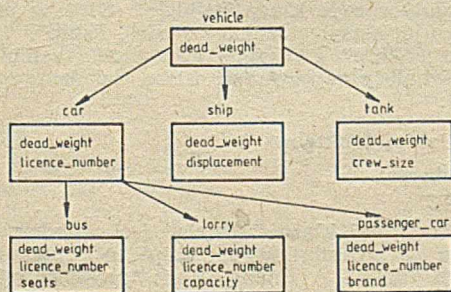 vehicle
dead_weight
car ship tank
dead_weight dead_weight dead_weight
licence_number displacement crew_size
bus lorry passenger_car
dead_weight dead_weight dead_weight
licence_number licence_number licence_number
seats capacity brand